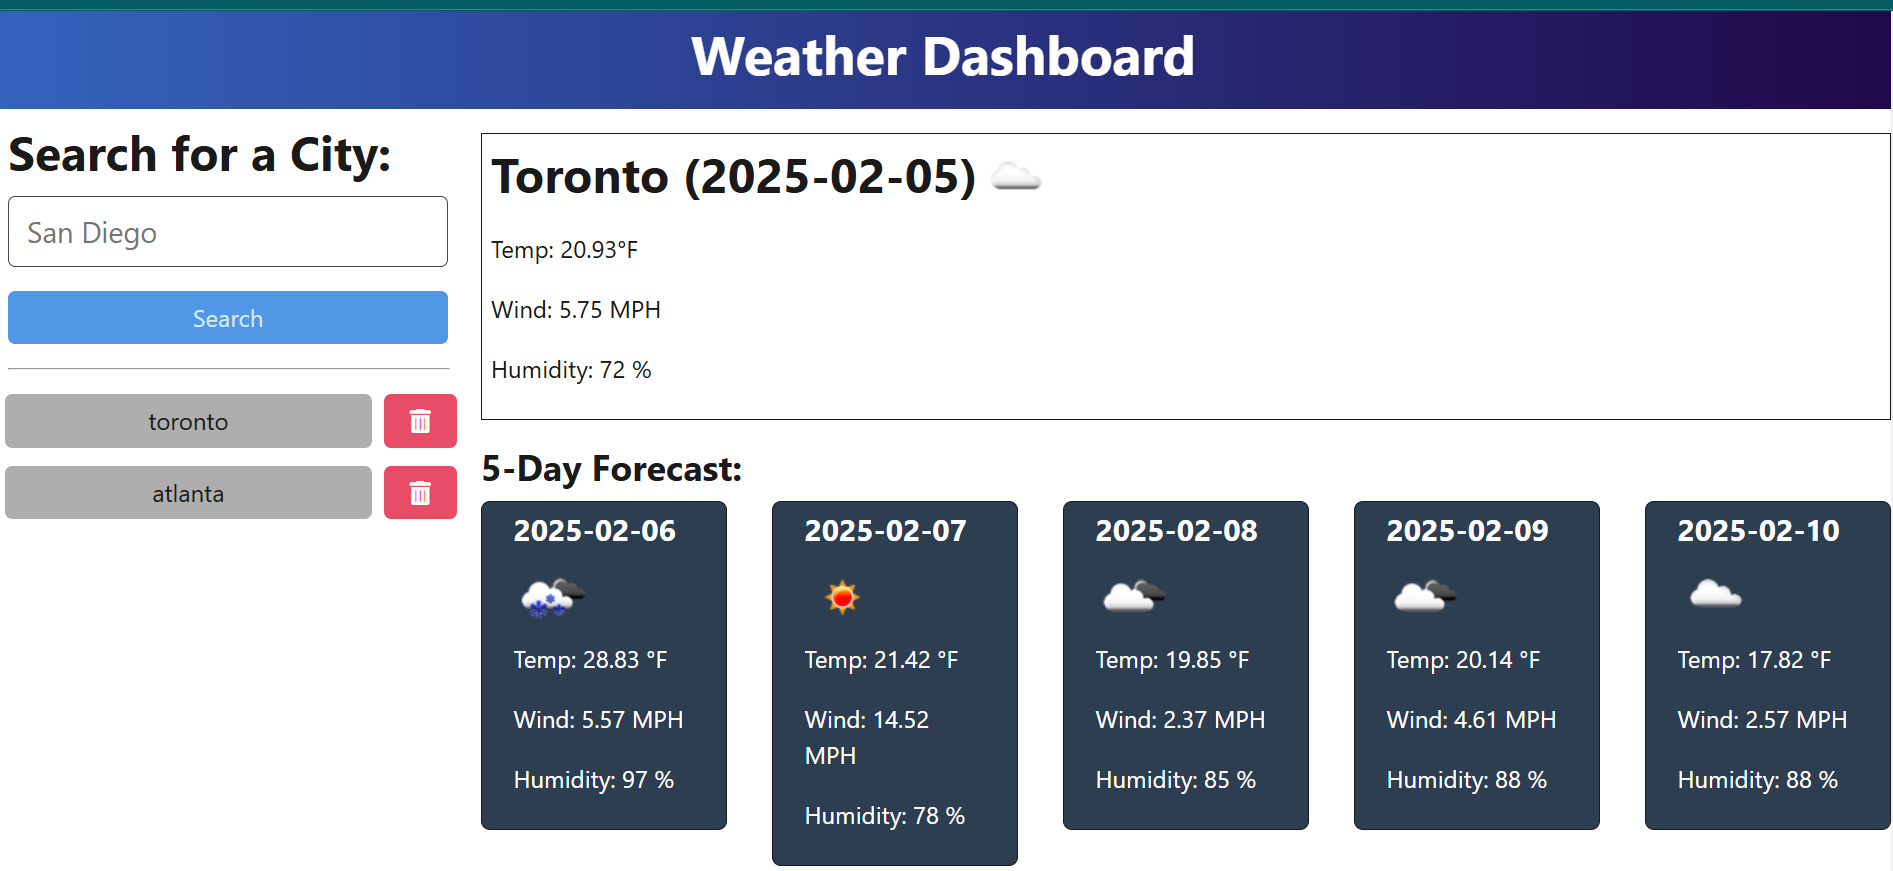 Weather Dashboard
Search for a City:
San Diego
Search
toronto
atlanta
Toronto (2025-02-05)
Temp: 20.93°F
Wind: 5.75 MPH
Humidity: 72 %
5-Day Forecast:
2025-02-06
Temp: 28.83 °F
Wind: 5.57 MPH
Humidity: 97 %
2025-02-07
Temp: 21.42 °F
Wind: 14.52
MPH
Humidity: 78 %
2025-02-08
Temp: 19.85 °F
Wind: 2.37 MPH
Humidity: 85 %
2025-02-09
Temp: 20.14 °F
Wind: 4.61 MPH
Humidity: 88 %
2025-02-10
Temp: 17.82 °F
Wind: 2.57 MPH
Humidity: 88 %